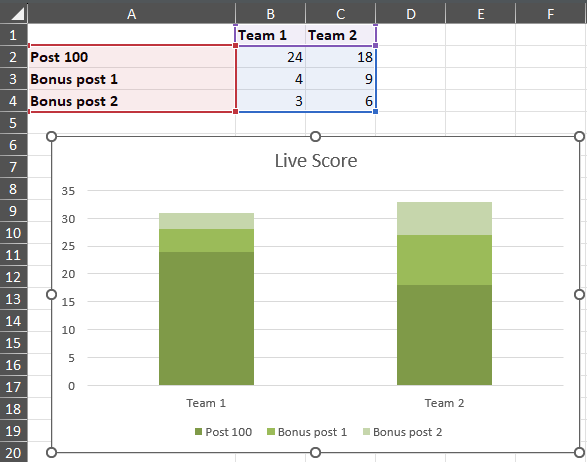 A B C D E F
1 Team 1 Team 2
2 Post 100 24 18
3 Bonus post 1 4 9
4 Bonus post 2 3 6
5
6
7 Live Score
8 35
9 30
10 25
11
12 20
13 15
14 10
15
16 5
17 0
18 Team 1 Team 2
19 Post 100 Bonus post 1 Bonus post 2
20